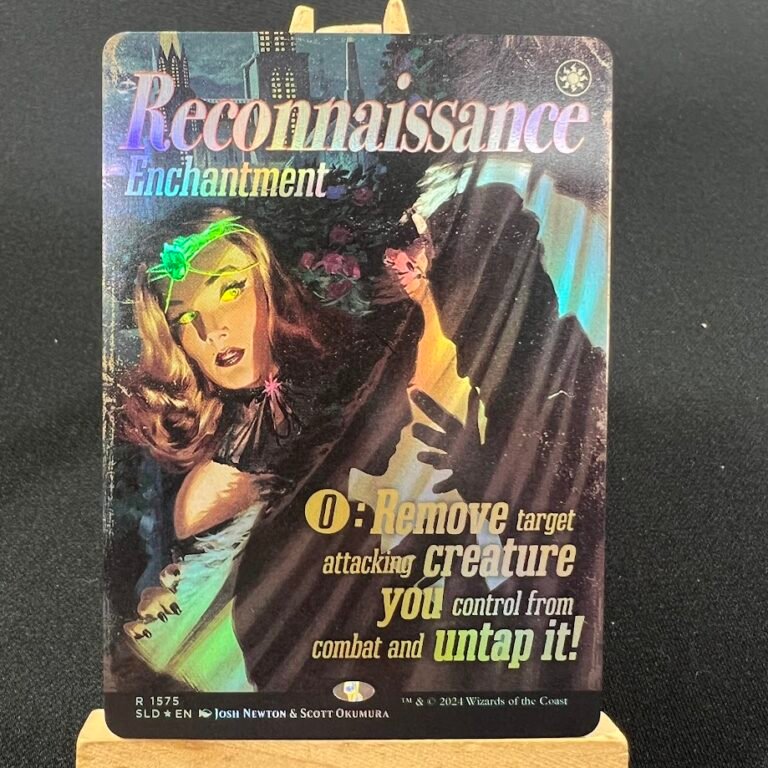 Reconnaissance
Enchantment
0: Remove target
attacking creature
you control from
combat and untap it!
R 1575
SLD ★ EN Josh Newton & Scott Okumura
™ & © 2024 Wizards of the Coast